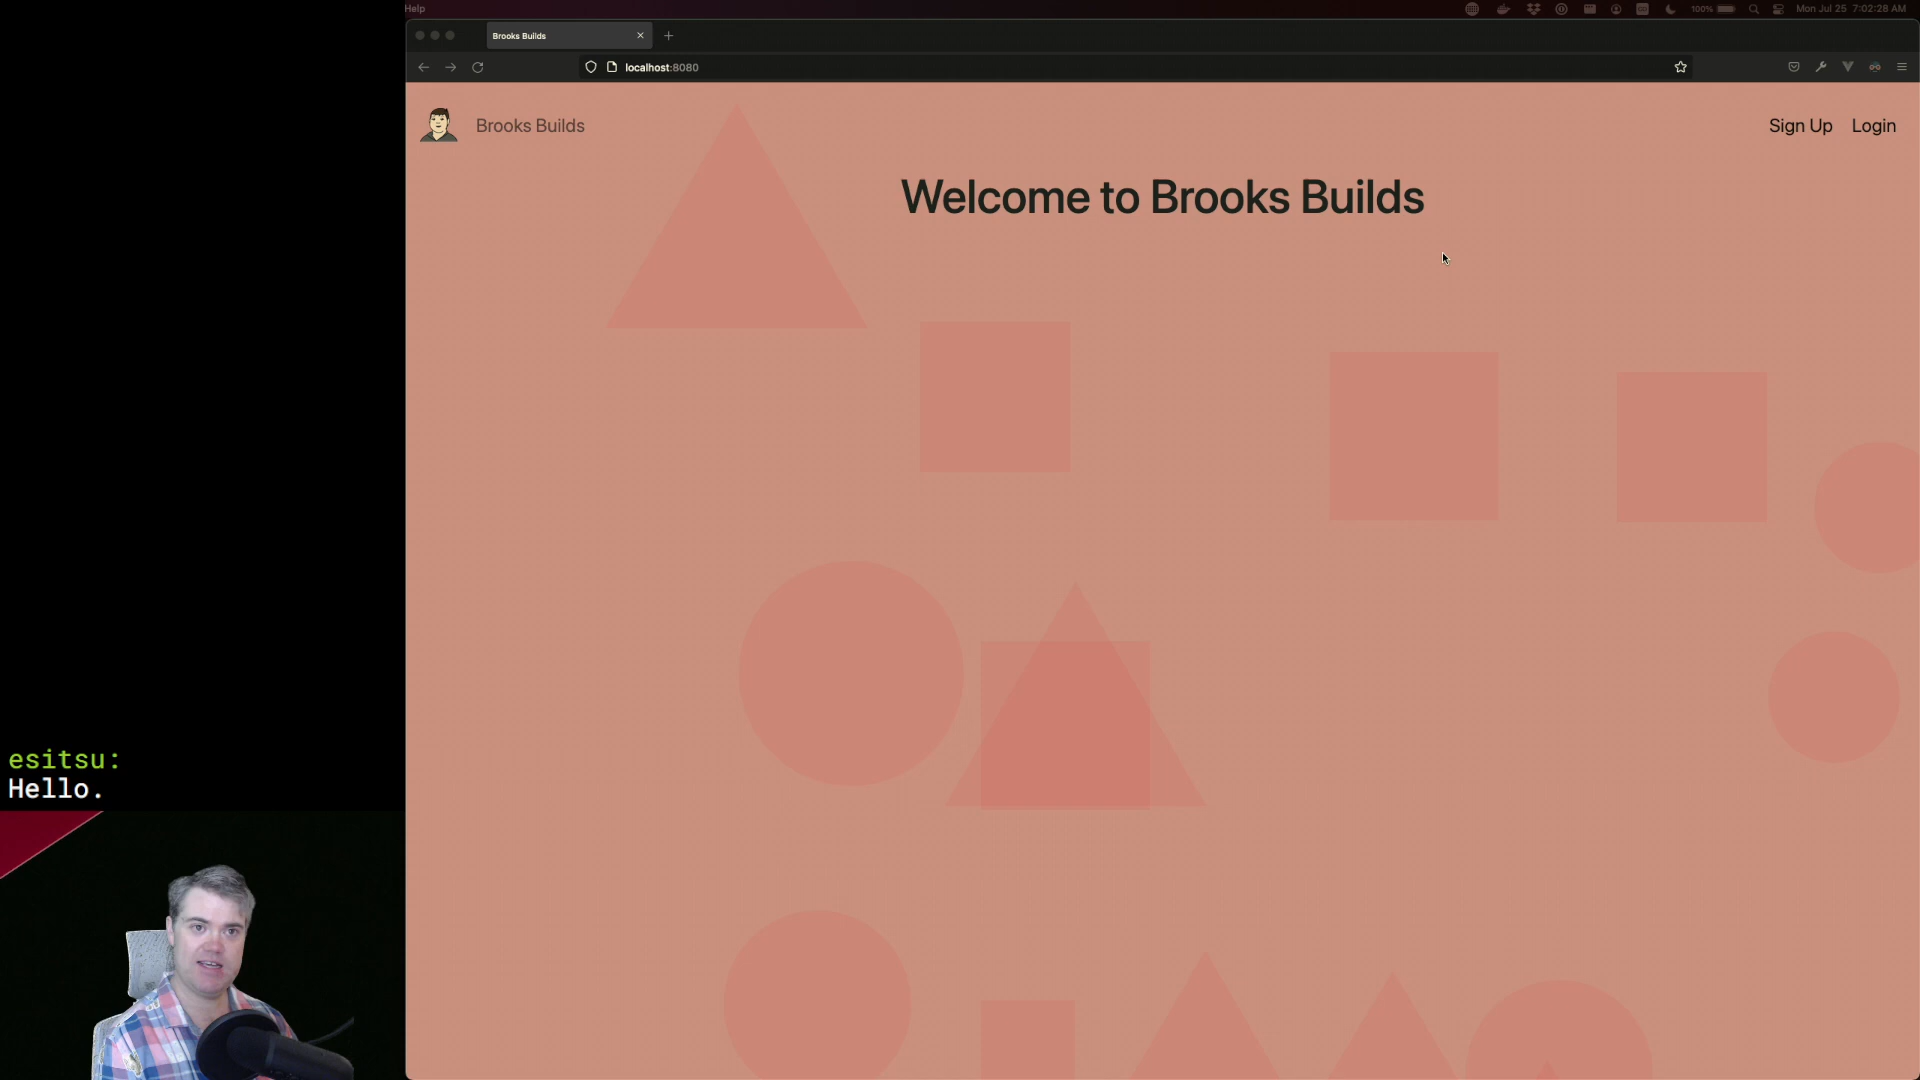 Help
100%
Mon Jul 25 7:02:28 AM
Brooks Builds
localhost:8080
Brooks Builds
Sign Up
Login
Welcome to Brooks Builds
esitsu:
Hello.